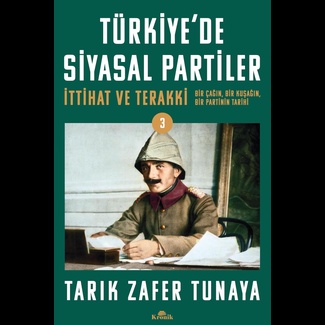 TÜRKİYE'DE
SİYASAL PARTİLER
İTTİHAT VE TERAKKİ
BİR ÇAĞIN, BİR KUŞAĞIN,
BİR PARTİNİN TARİHİ
3
TARIK ZAFER TUNAYA
Kronik